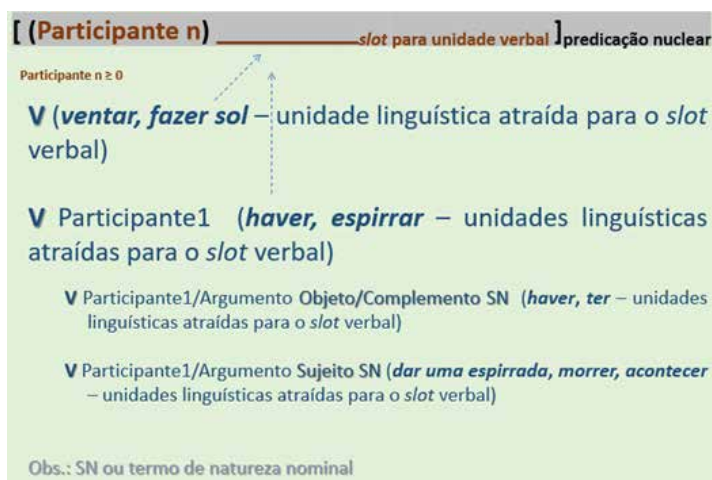 [ (Participante n) ____________slot para unidade verbal ]predicação nuclear
Participante n ≥ 0
V (ventar, fazer sol – unidade linguística atraída para o slot
verbal)
V Participante1 (haver, espirrar – unidades linguísticas
atraídas para o slot verbal)
V Participante1/Argumento Objeto/Complemento SN (haver, ter – unidades
linguísticas atraídas para o slot verbal)
V Participante1/Argumento Sujeito SN (dar uma espirrada, morrer, acontecer
– unidades linguísticas atraídas para o slot verbal)
Obs.: SN ou termo de natureza nominal